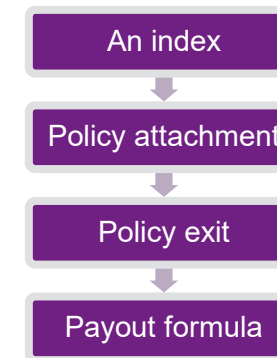 An index
Policy attachment
Policy exit
Payout formula